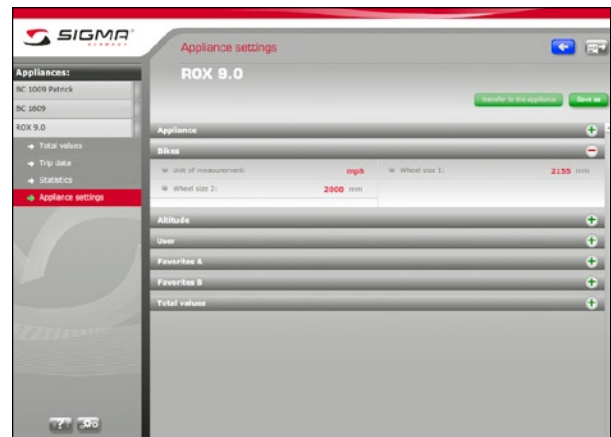 SIGMA
Appliance settings
ROX 9.0
Appliances:
BC 1009 Patrick
BC 1609
ROX 9.0
Total values
Trip data
Statistics
Appliance settings
transfer to the appliance
Save as
Appliance
Bikes
Unit of measurement: mph
Wheel size 1: 2155 mm
Wheel size 2: 2000 mm
Altitude
User
Favorites A
Favorites B
Total values
?